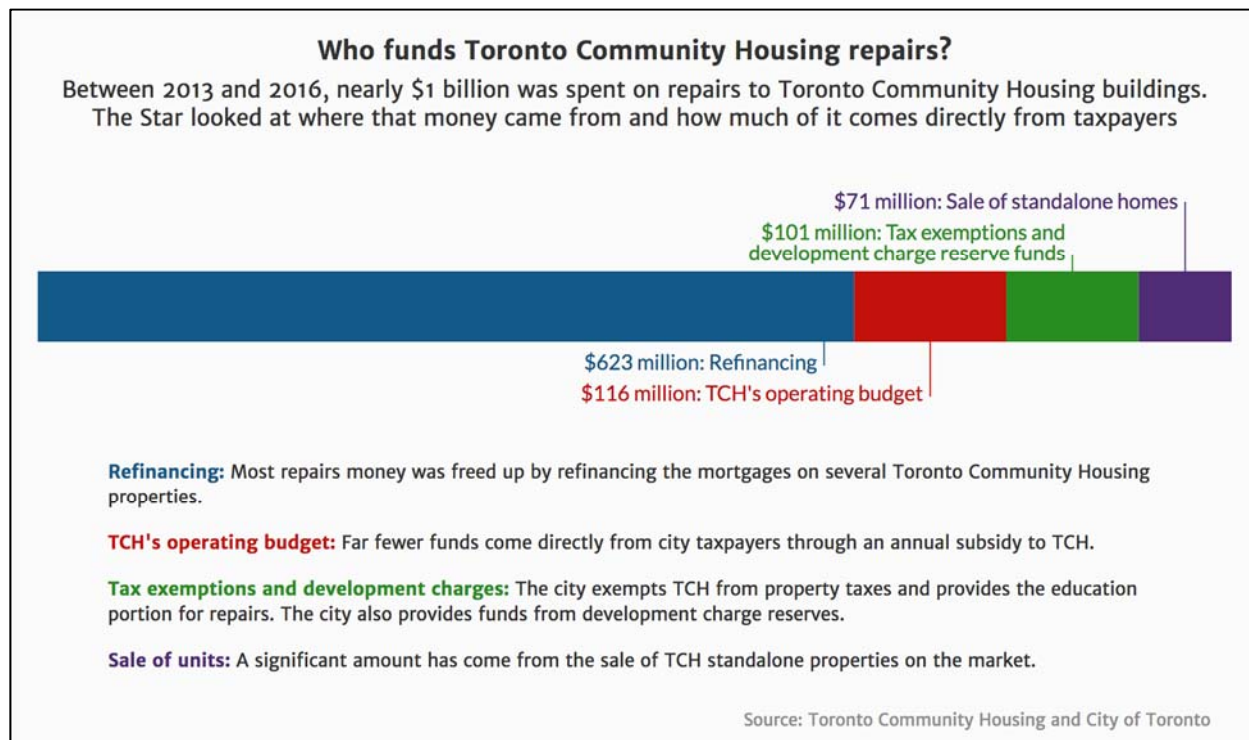 Who funds Toronto Community Housing repairs?
Between 2013 and 2016, nearly $1 billion was spent on repairs to Toronto Community Housing buildings.
The Star looked at where that money came from and how much of it comes directly from taxpayers
$71 million: Sale of standalone homes
$101 million: Tax exemptions and
development charge reserve funds
$623 million: Refinancing
$116 million: TCH's operating budget
Refinancing: Most repairs money was freed up by refinancing the mortgages on several Toronto Community Housing
properties.
TCH's operating budget: Far fewer funds come directly from city taxpayers through an annual subsidy to TCH.
Tax exemptions and development charges: The city exempts TCH from property taxes and provides the education
portion for repairs. The city also provides funds from development charge reserves.
Sale of units: A significant amount has come from the sale of TCH standalone properties on the market.
Source: Toronto Community Housing and City of Toronto